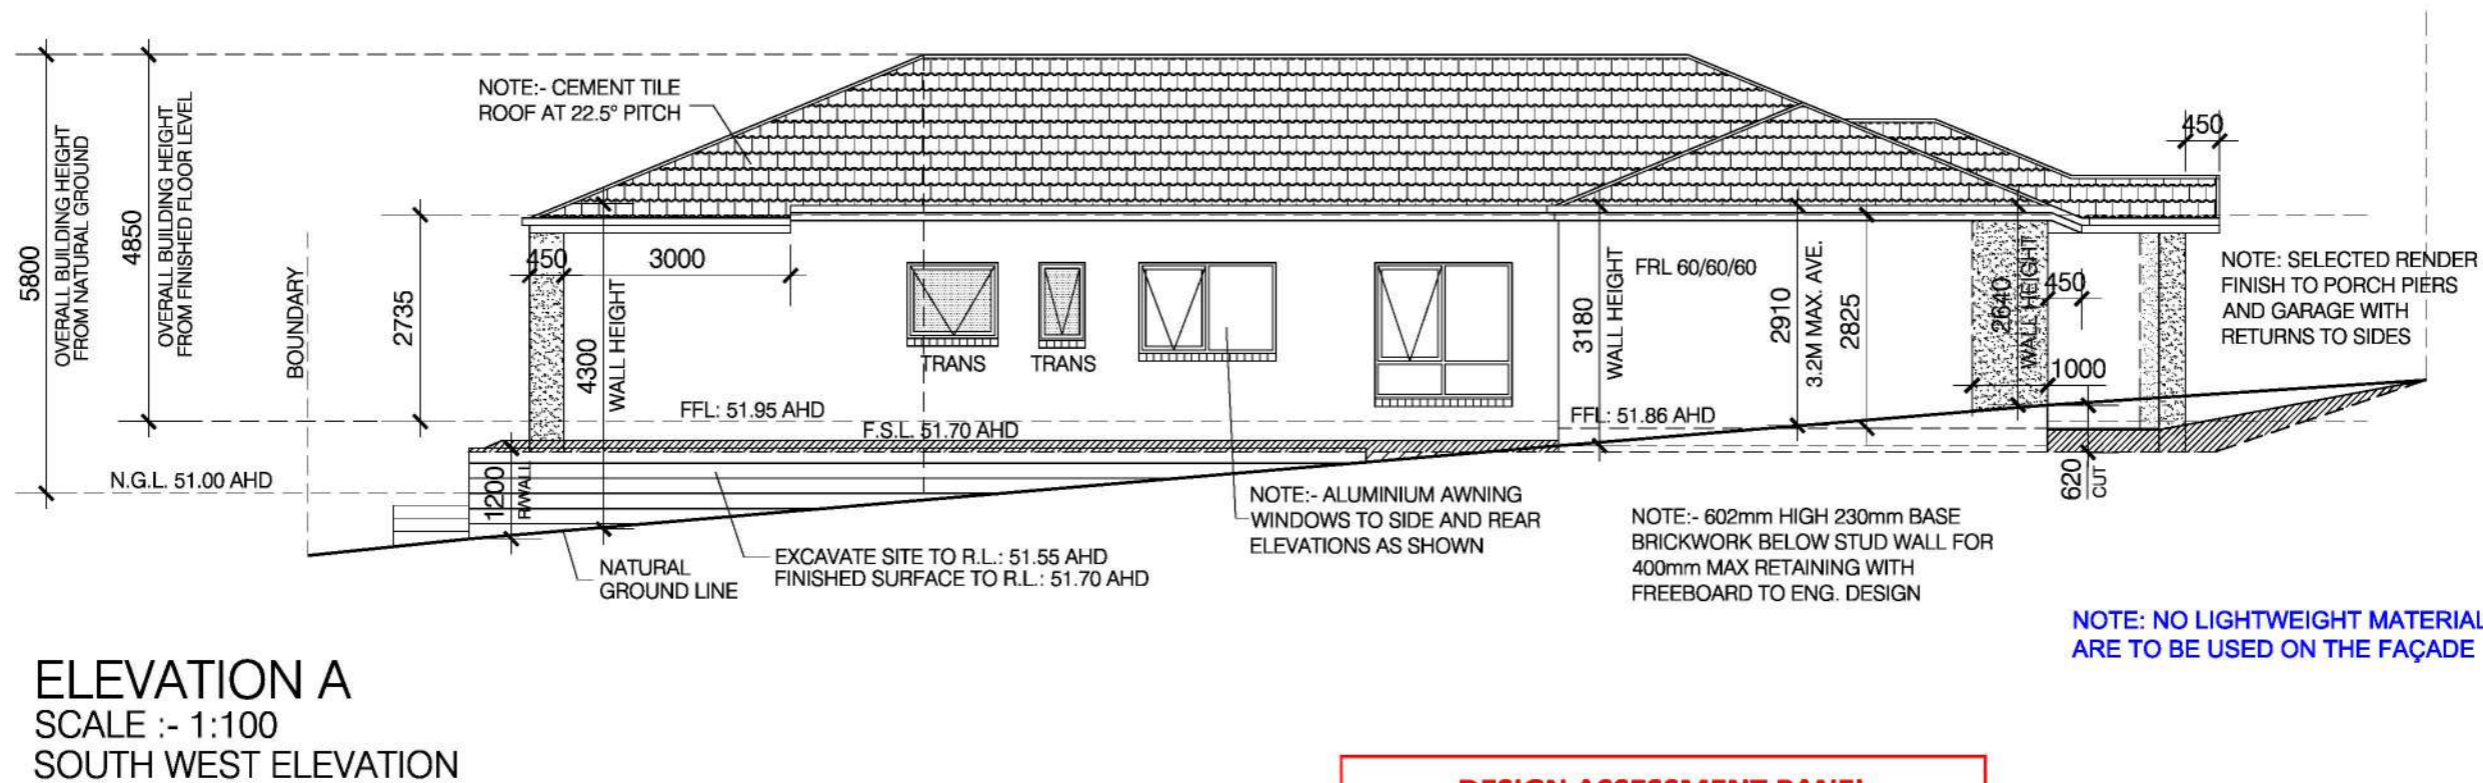 5800
OVERALL BUILDING HEIGHT
FROM NATURAL GROUND
4850
OVERALL BUILDING HEIGHT
FROM FINISHED FLOOR LEVEL
NOTE:- CEMENT TILE
ROOF AT 22.5° PITCH
BOUNDARY
2735
450
3000
4300
WALL HEIGHT
TRANS
TRANS
FFL: 51.95 AHD
F.S.L. 51.70 AHD
N.G.L. 51.00 AHD
1200
R/WALL
NATURAL
GROUND LINE
EXCAVATE SITE TO R.L.: 51.55 AHD
FINISHED SURFACE TO R.L.: 51.70 AHD
NOTE:- ALUMINIUM AWNING
WINDOWS TO SIDE AND REAR
ELEVATIONS AS SHOWN
3180
WALL HEIGHT
FRL 60/60/60
FFL: 51.86 AHD
2910
3.2M MAX. AVE.
2825
2640
WALL HEIGHT
450
1000
450
620
CUT
NOTE: SELECTED RENDER
FINISH TO PORCH PIERS
AND GARAGE WITH
RETURNS TO SIDES
NOTE:- 602mm HIGH 230mm BASE
BRICKWORK BELOW STUD WALL FOR
400mm MAX RETAINING WITH
FREEBOARD TO ENG. DESIGN
NOTE: NO LIGHTWEIGHT MATERIAL
ARE TO BE USED ON THE FAÇADE
ELEVATION A
SCALE :- 1:100
SOUTH WEST ELEVATION
DESIGN ASSESSMENT PANEL